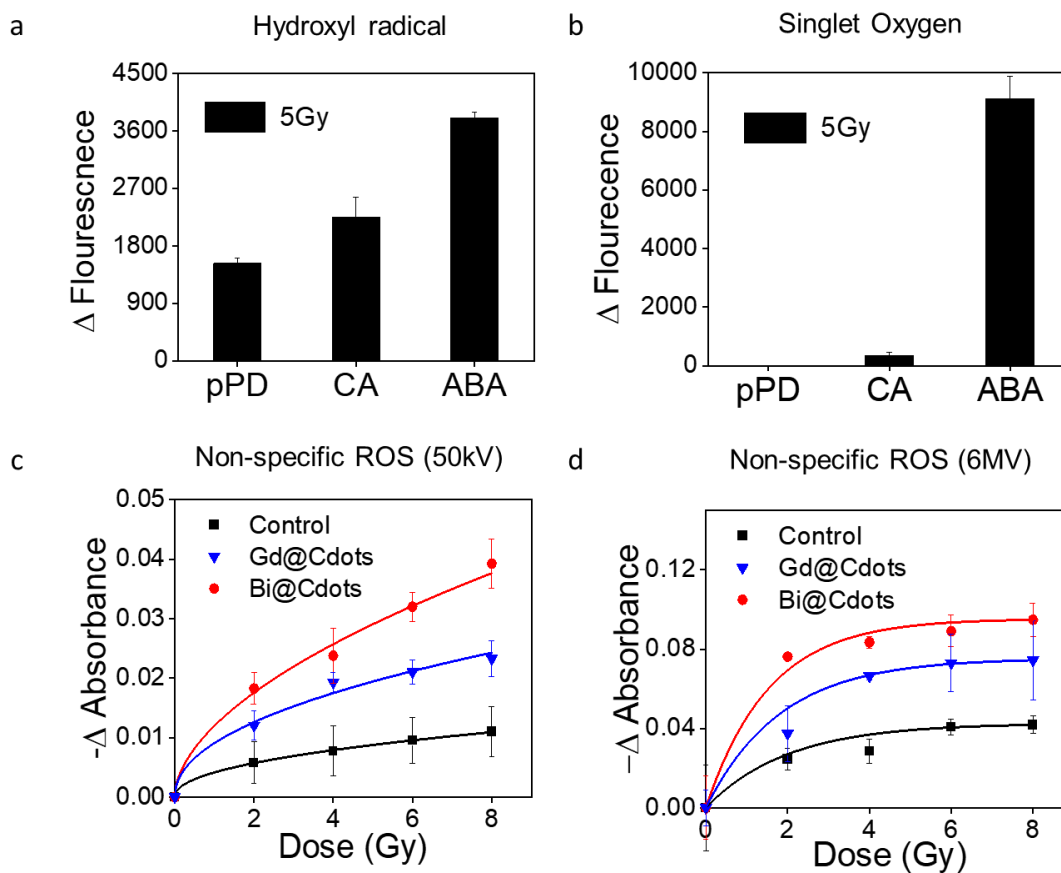 a
Hydroxyl radical
Δ Flourescnece
4500
3600
2700
1800
900
0
5Gy
pPD CA ABA
b
Singlet Oxygen
Δ Flourecence
10000
8000
6000
4000
2000
0
5Gy
pPD CA ABA
c
Non-specific ROS (50kV)
-Δ Absorbance
0.05
0.04
0.03
0.02
0.01
0.00
Control
Gd@Cdots
Bi@Cdots
0 2 4 6 8
Dose (Gy)
d
Non-specific ROS (6MV)
−Δ Absorbance
0.12
0.08
0.04
0.00
Control
Gd@Cdots
Bi@Cdots
0 2 4 6 8
Dose (Gy)